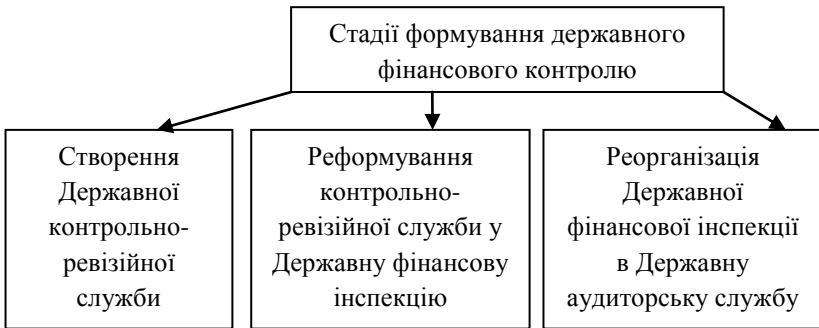 Стадії формування державного
фінансового контролю
Створення
Державної
контрольно-
ревізійної
служби
Реформування
контрольно-
ревізійної служби у
Державну фінансову
інспекцію
Реорганізація
Державної
фінансової інспекції
в Державну
аудиторську службу